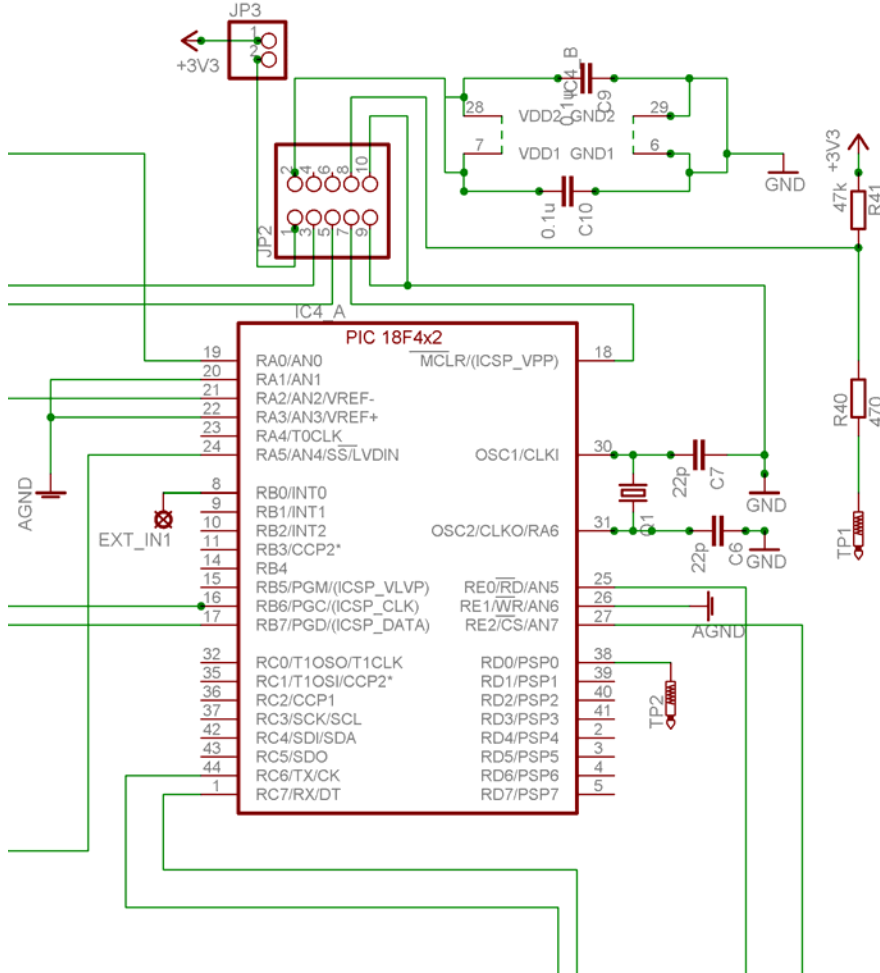 JP3
1
2
+3V3
IC4_B
0.1u
C9
28
VDD2
GND2
29
7
VDD1
GND1
6
0.1u
C10
GND
+3V3
47k
R41
2
4
6
8
10
1
3
5
7
9
JP2
IC4_A
PIC 18F4x2
19
RA0/AN0
MCLR/(ICSP_VPP)
18
20
RA1/AN1
21
RA2/AN2/VREF-
22
RA3/AN3/VREF+
23
RA4/T0CLK
24
RA5/AN4/SS/LVDIN
OSC1/CLKI
30
22p
C7
GND
R40
470
AGND
8
RB0/INT0
9
RB1/INT1
10
RB2/INT2
OSC2/CLKO/RA6
31
Q1
22p
C6
GND
TP1
EXT_IN1
11
RB3/CCP2*
14
RB4
15
RB5/PGM/(ICSP_VLVP)
RE0/RD/AN5
25
16
RB6/PGC/(ICSP_CLK)
RE1/WR/AN6
26
17
RB7/PGD/(ICSP_DATA)
RE2/CS/AN7
27
AGND
32
RC0/T1OSO/T1CLK
RD0/PSP0
38
35
RC1/T1OSI/CCP2*
RD1/PSP1
39
36
RC2/CCP1
RD2/PSP2
40
TP2
37
RC3/SCK/SCL
RD3/PSP3
41
42
RC4/SDI/SDA
RD4/PSP4
2
43
RC5/SDO
RD5/PSP5
3
44
RC6/TX/CK
RD6/PSP6
4
1
RC7/RX/DT
RD7/PSP7
5